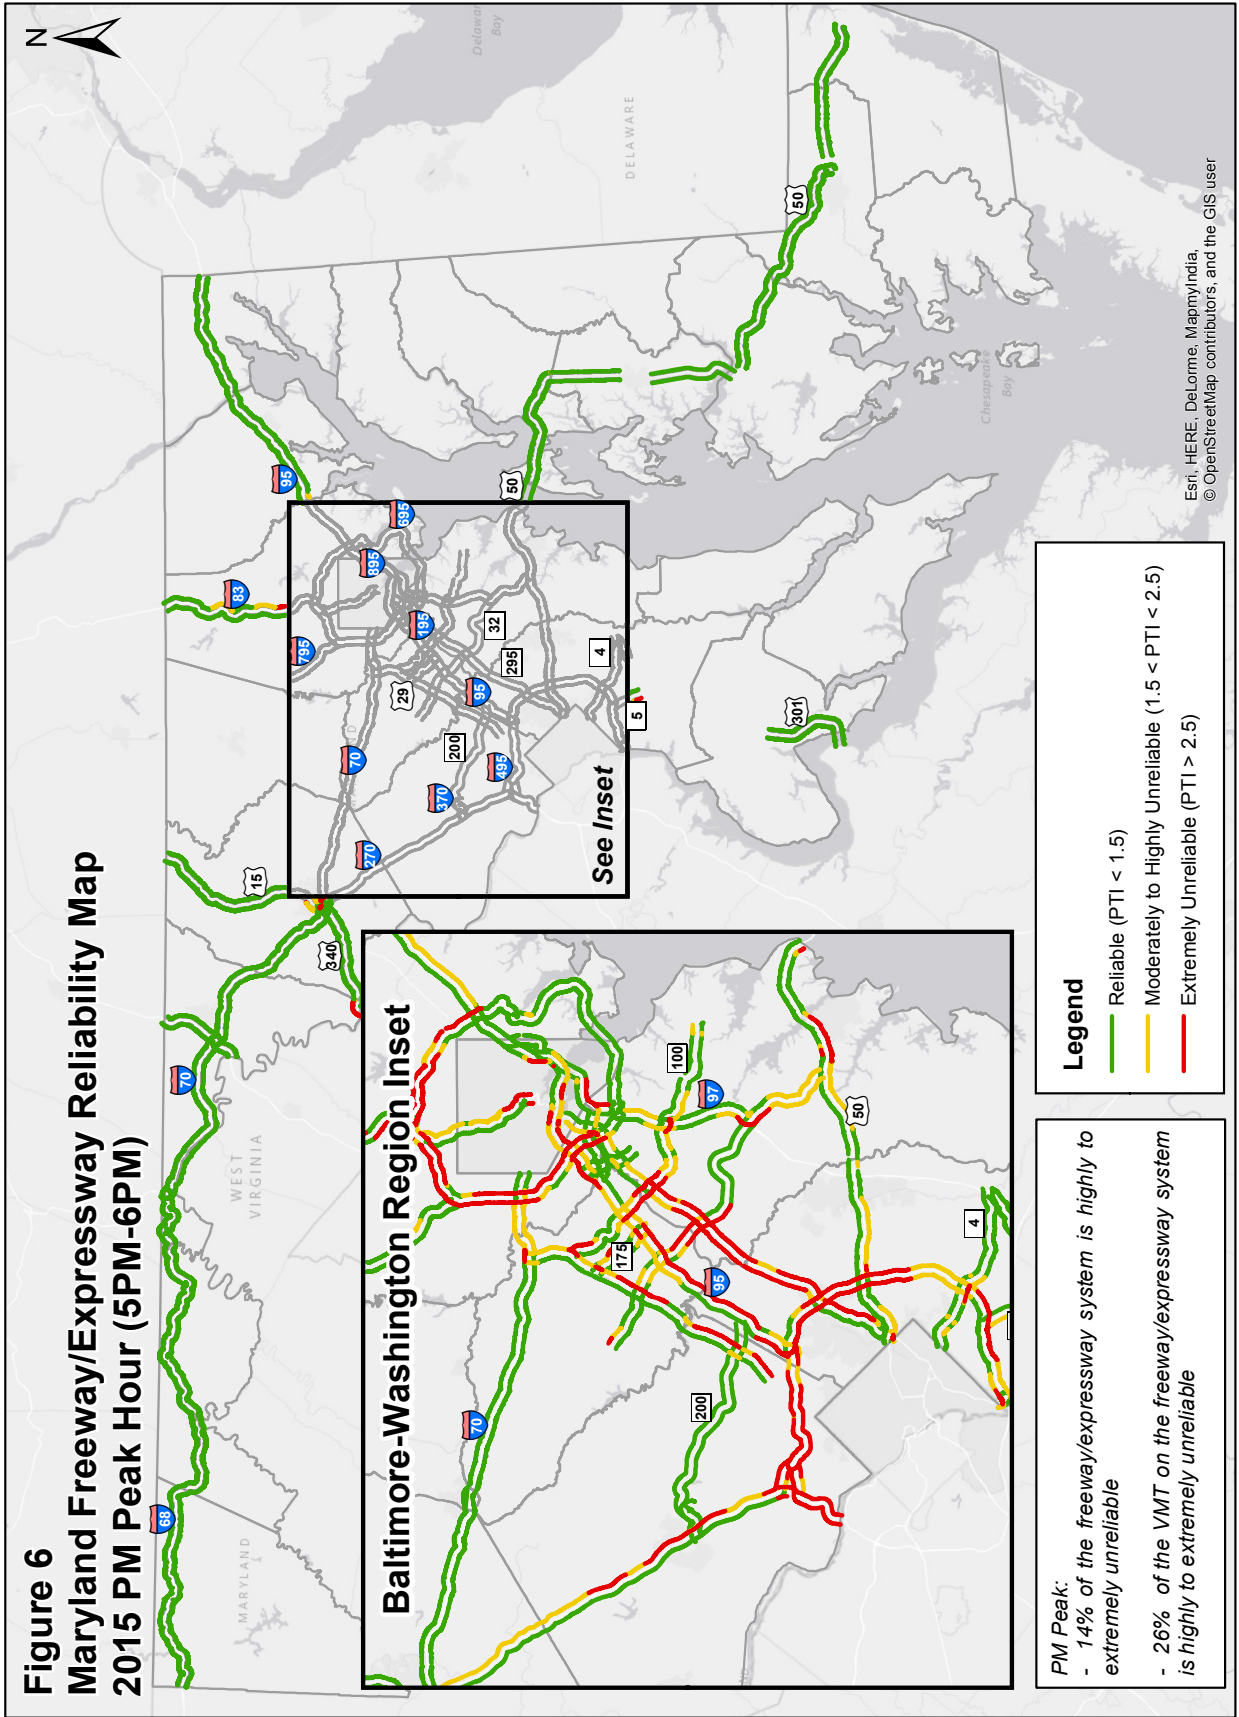 Figure 6
Maryland Freeway/Expressway Reliability Map
2015 PM Peak Hour (5PM-6PM)
N
Delaware
Bay
DELAWARE
MARYLAND
WEST
VIRGINIA
Chesapeake
Bay
68
70
340
15
270
70
795
83
95
895
695
195
29
32
295
95
200
370
495
4
5
50
50
301
See Inset
Baltimore-Washington Region Inset
70
200
175
95
100
97
50
4
PM Peak:
- 14% of the freeway/expressway system is highly to
extremely unreliable
- 26% of the VMT on the freeway/expressway system
is highly to extremely unreliable
Legend
Reliable (PTI < 1.5)
Moderately to Highly Unreliable (1.5 < PTI < 2.5)
Extremely Unreliable (PTI > 2.5)
Esri, HERE, DeLorme, MapmyIndia,
© OpenStreetMap contributors, and the GIS user